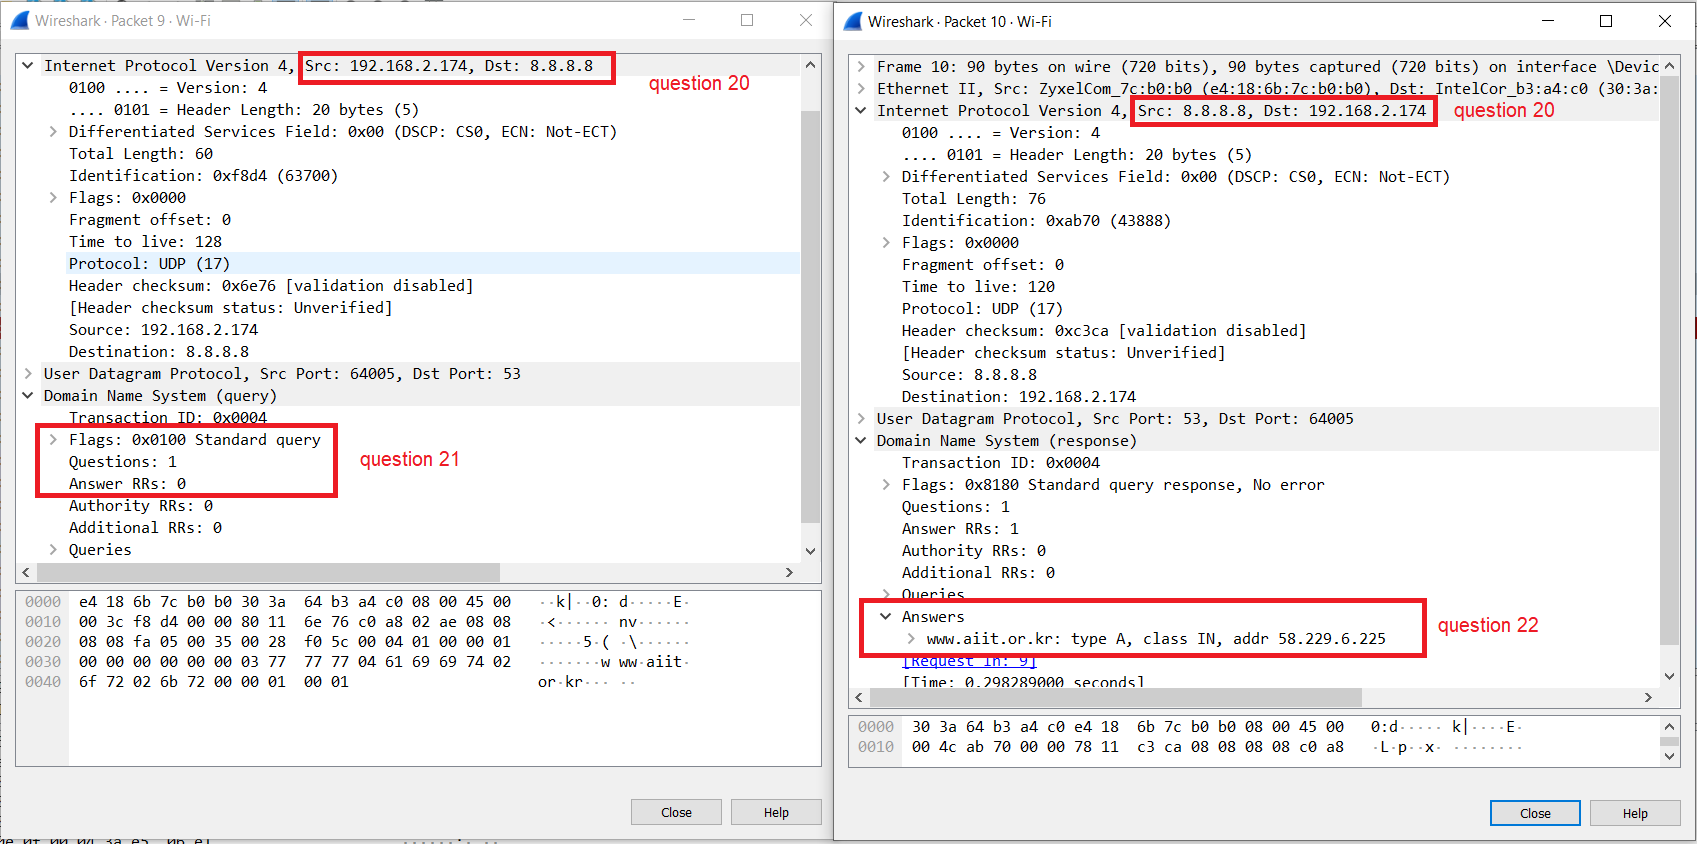 Wireshark · Packet 9 · Wi-Fi
Internet Protocol Version 4, Src: 192.168.2.174, Dst: 8.8.8.8
question 20
0100 .... = Version: 4
.... 0101 = Header Length: 20 bytes (5)
Differentiated Services Field: 0x00 (DSCP: CS0, ECN: Not-ECT)
Total Length: 60
Identification: 0xf8d4 (63700)
Flags: 0x0000
Fragment offset: 0
Time to live: 128
Protocol: UDP (17)
Header checksum: 0x6e76 [validation disabled]
[Header checksum status: Unverified]
Source: 192.168.2.174
Destination: 8.8.8.8
User Datagram Protocol, Src Port: 64005, Dst Port: 53
Domain Name System (query)
Transaction ID: 0x0004
Flags: 0x0100 Standard query
Questions: 1
question 21
Answer RRs: 0
Authority RRs: 0
Additional RRs: 0
Queries
0000 e4 18 6b 7c b0 b0 30 3a 64 b3 a4 c0 08 00 45 00 ··k|··0: d·····E·
0010 00 3c f8 d4 00 00 80 11 6e 76 c0 a8 02 ae 08 08 ·<······ nv······
0020 08 08 fa 05 00 35 00 28 f0 5c 00 04 01 00 00 01 ·····5·( ·\······
0030 00 00 00 00 00 00 03 77 77 77 04 61 69 69 74 02 ·······w ww·aiit·
0040 6f 72 02 6b 72 00 00 01 00 01 or·kr··· ··
Close
Help
Wireshark · Packet 10 · Wi-Fi
Frame 10: 90 bytes on wire (720 bits), 90 bytes captured (720 bits) on interface \Devic
Ethernet II, Src: ZyxelCom_7c:b0:b0 (e4:18:6b:7c:b0:b0), Dst: IntelCor_b3:a4:c0 (30:3a:
Internet Protocol Version 4, Src: 8.8.8.8, Dst: 192.168.2.174
question 20
0100 .... = Version: 4
.... 0101 = Header Length: 20 bytes (5)
Differentiated Services Field: 0x00 (DSCP: CS0, ECN: Not-ECT)
Total Length: 76
Identification: 0xab70 (43888)
Flags: 0x0000
Fragment offset: 0
Time to live: 120
Protocol: UDP (17)
Header checksum: 0xc3ca [validation disabled]
[Header checksum status: Unverified]
Source: 8.8.8.8
Destination: 192.168.2.174
User Datagram Protocol, Src Port: 53, Dst Port: 64005
Domain Name System (response)
Transaction ID: 0x0004
Flags: 0x8180 Standard query response, No error
Questions: 1
Answer RRs: 1
Authority RRs: 0
Additional RRs: 0
Queries
Answers
question 22
www.aiit.or.kr: type A, class IN, addr 58.229.6.225
[Request In: 9]
[Time: 0.298289000 seconds]
0000 30 3a 64 b3 a4 c0 e4 18 6b 7c b0 b0 08 00 45 00 0:d····· k|····E·
0010 00 4c ab 70 00 00 78 11 c3 ca 08 08 08 08 c0 a8 ·L·p··x· ········
Close
Help